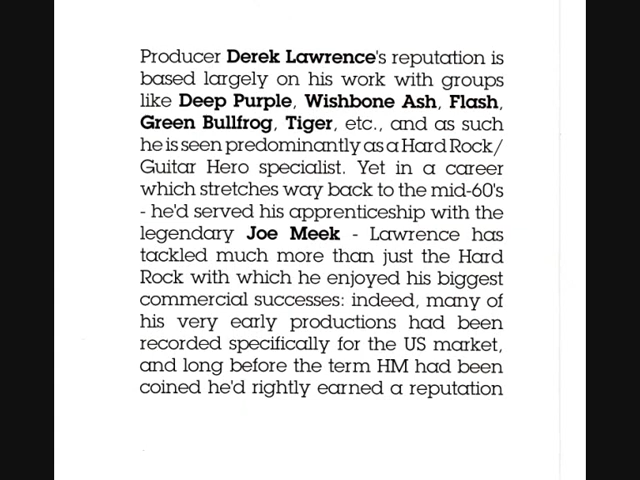 Producer Derek Lawrence's reputation is
based largely on his work with groups
like Deep Purple, Wishbone Ash, Flash,
Green Bullfrog, Tiger, etc., and as such
he is seen predominantly as a Hard Rock/
Guitar Hero specialist. Yet in a career
which stretches way back to the mid-60's
- he'd served his apprenticeship with the
legendary Joe Meek - Lawrence has
tackled much more than just the Hard
Rock with which he enjoyed his biggest
commercial successes: indeed, many of
his very early productions had been
recorded specifically for the US market,
and long before the term HM had been
coined he'd rightly earned a reputation